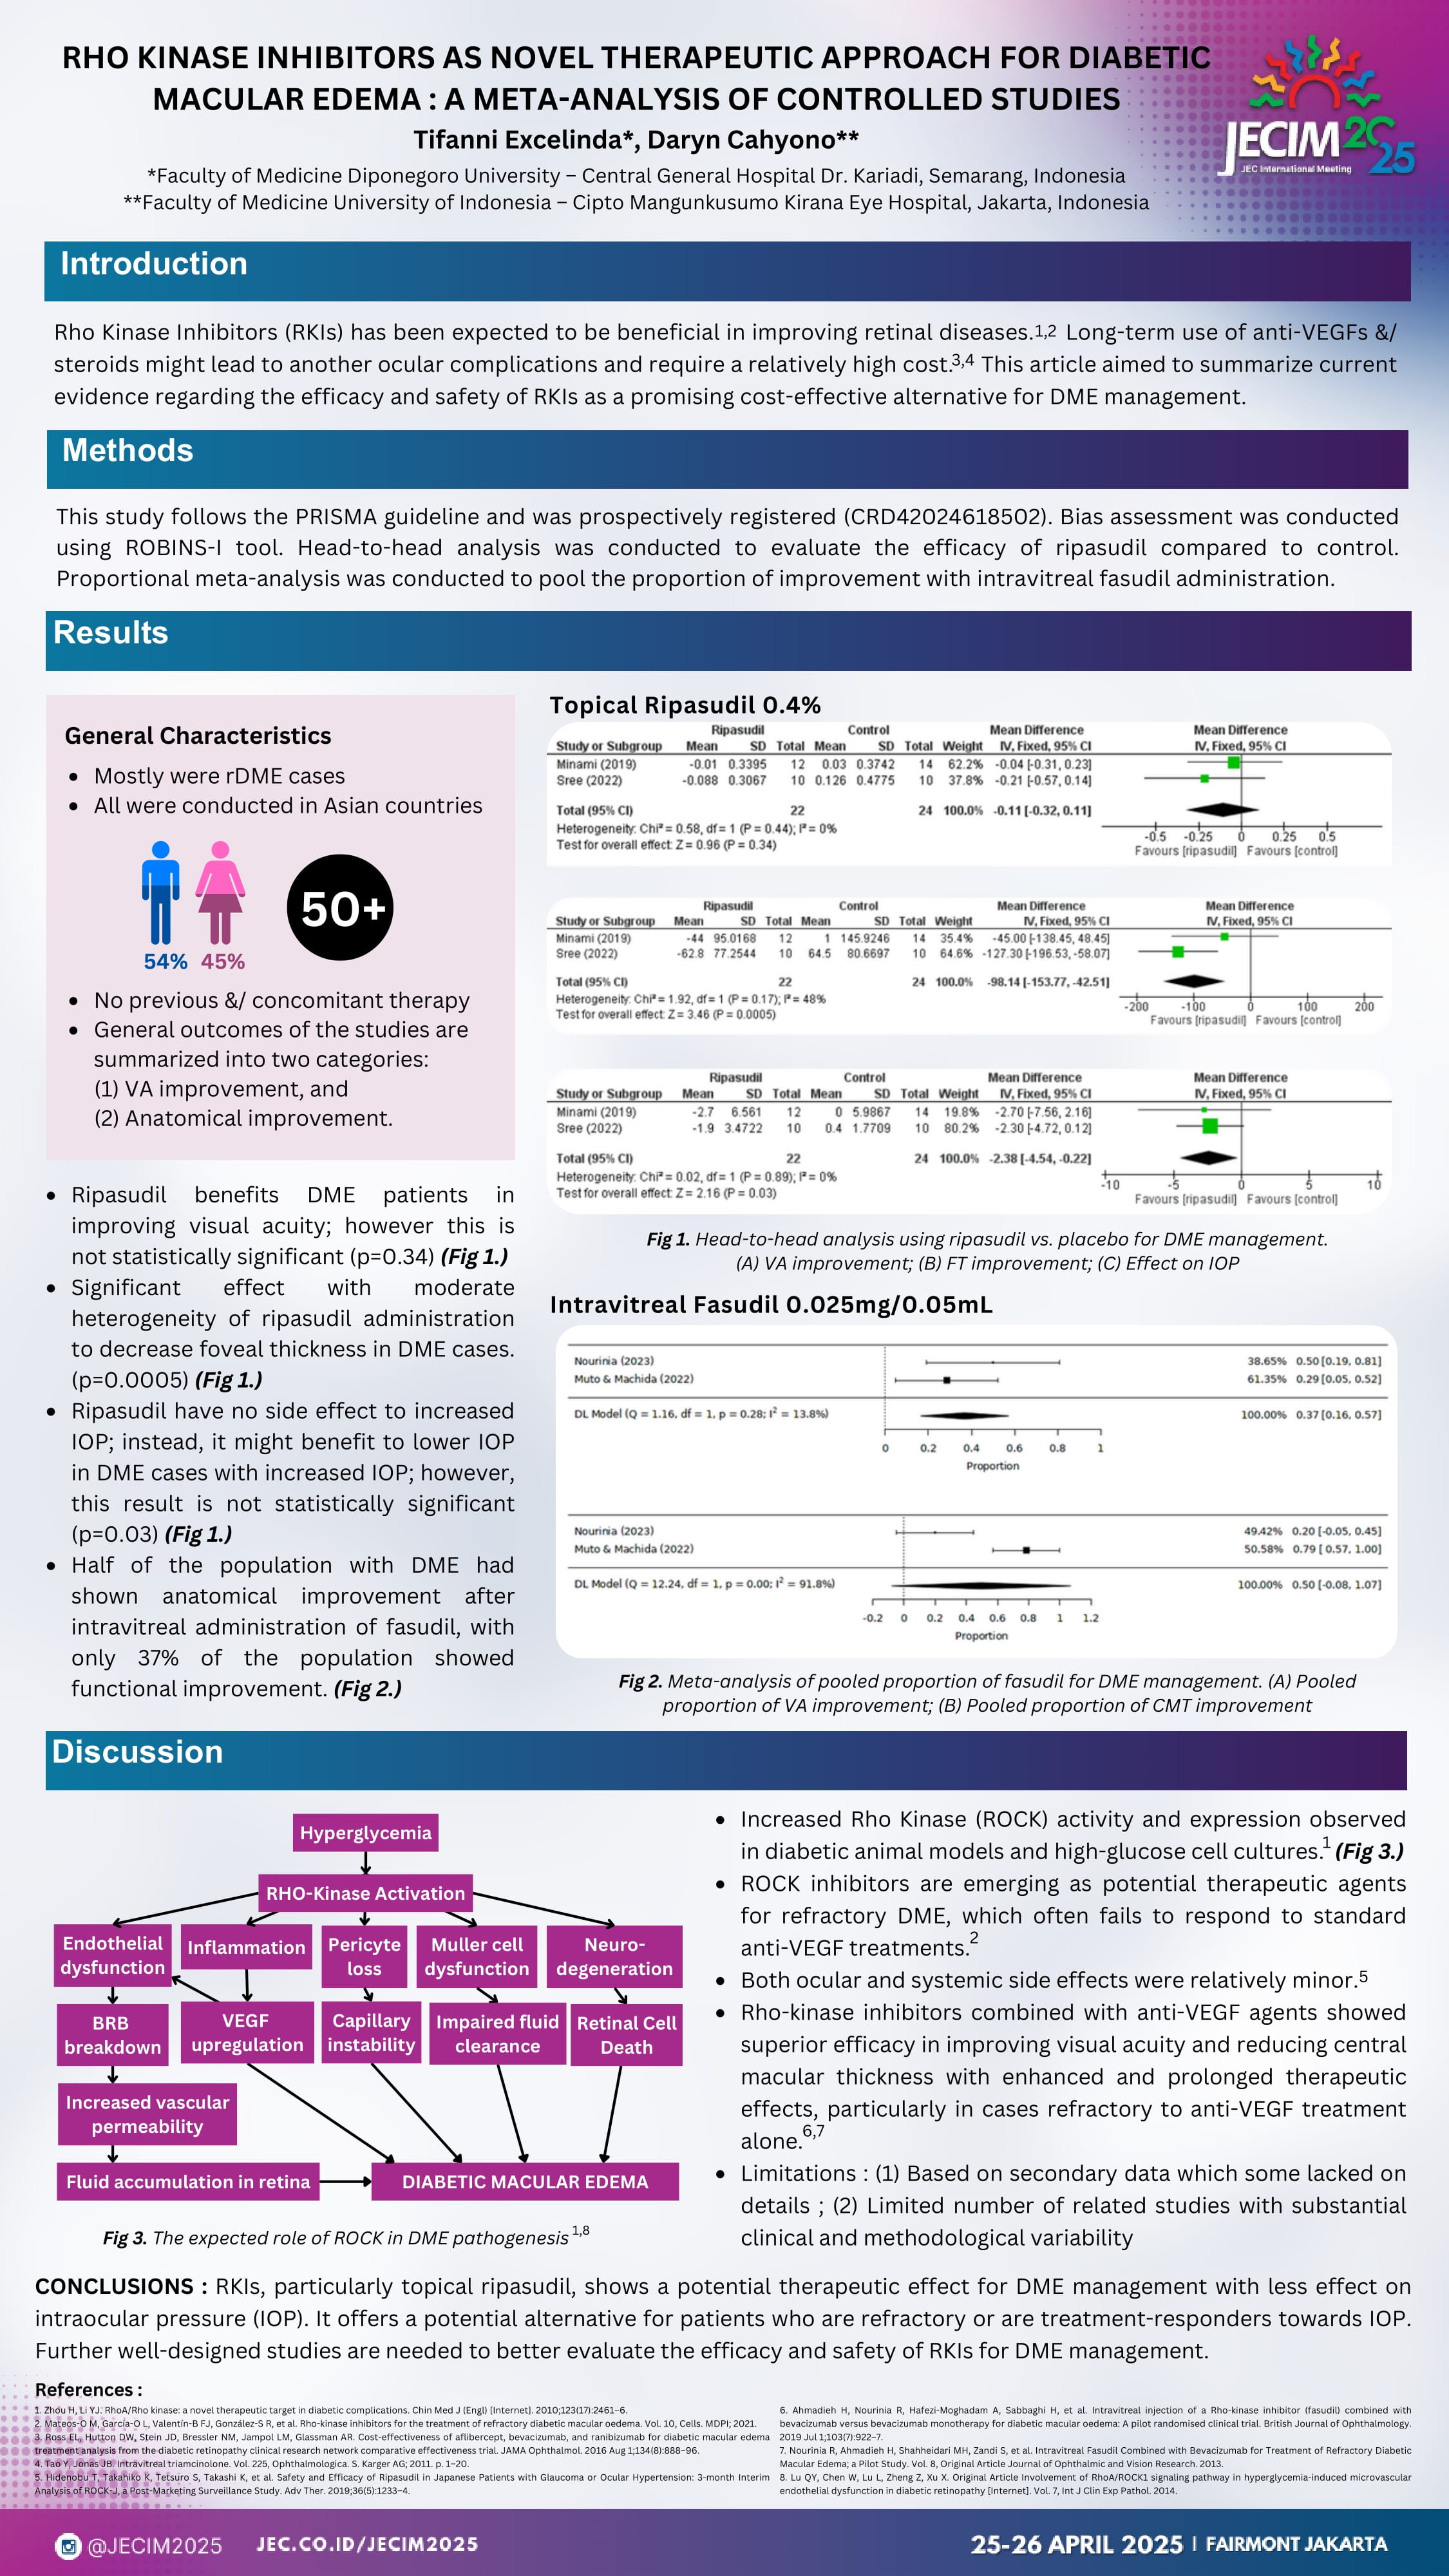 RHO KINASE INHIBITORS AS NOVEL THERAPEUTIC APPROACH FOR DIABETIC
MACULAR EDEMA : A META-ANALYSIS OF CONTROLLED STUDIES
Tifanni Excelinda*, Daryn Cahyono**
*Faculty of Medicine Diponegoro University – Central General Hospital Dr. Kariadi, Semarang, Indonesia
**Faculty of Medicine University of Indonesia – Cipto Mangunkusumo Kirana Eye Hospital, Jakarta, Indonesia
JECIM 2025
JEC International Meeting
Introduction
Rho Kinase Inhibitors (RKIs) has been expected to be beneficial in improving retinal diseases.1,2 Long-term use of anti-VEGFs &/
steroids might lead to another ocular complications and require a relatively high cost.3,4 This article aimed to summarize current
evidence regarding the efficacy and safety of RKIs as a promising cost-effective alternative for DME management.
Methods
This study follows the PRISMA guideline and was prospectively registered (CRD42024618502). Bias assessment was conducted
using ROBINS-I tool. Head-to-head analysis was conducted to evaluate the efficacy of ripasudil compared to control.
Proportional meta-analysis was conducted to pool the proportion of improvement with intravitreal fasudil administration.
Results
General Characteristics
• Mostly were rDME cases
• All were conducted in Asian countries
50+
54% 45%
• No previous &/ concomitant therapy
• General outcomes of the studies are
summarized into two categories:
(1) VA improvement, and
(2) Anatomical improvement.
• Ripasudil benefits DME patients in
improving visual acuity; however this is
not statistically significant (p=0.34) (Fig 1.)
• Significant effect with moderate
heterogeneity of ripasudil administration
to decrease foveal thickness in DME cases.
(p=0.0005) (Fig 1.)
• Ripasudil have no side effect to increased
IOP; instead, it might benefit to lower IOP
in DME cases with increased IOP; however,
this result is not statistically significant
(p=0.03) (Fig 1.)
• Half of the population with DME had
shown anatomical improvement after
intravitreal administration of fasudil, with
only 37% of the population showed
functional improvement. (Fig 2.)
Topical Ripasudil 0.4%
Ripasudil Control Mean Difference Mean Difference
Study or Subgroup Mean SD Total Mean SD Total Weight IV, Fixed, 95% CI IV, Fixed, 95% CI
Minami (2019) -0.01 0.3395 12 0.03 0.3742 14 62.2% -0.04 [-0.31, 0.23]
Sree (2022) -0.088 0.3067 10 0.126 0.4775 10 37.8% -0.21 [-0.57, 0.14]
Total (95% CI) 22 24 100.0% -0.11 [-0.32, 0.11]
Heterogeneity: Chi² = 0.58, df = 1 (P = 0.44); I² = 0%
Test for overall effect: Z = 0.96 (P = 0.34)
-0.5 -0.25 0 0.25 0.5
Favours [ripasudil] Favours [control]
Ripasudil Control Mean Difference Mean Difference
Study or Subgroup Mean SD Total Mean SD Total Weight IV, Fixed, 95% CI IV, Fixed, 95% CI
Minami (2019) -44 95.0168 12 1 145.9246 14 35.4% -45.00 [-138.45, 48.45]
Sree (2022) -62.8 77.2544 10 64.5 80.6697 10 64.6% -127.30 [-196.53, -58.07]
Total (95% CI) 22 24 100.0% -98.14 [-153.77, -42.51]
Heterogeneity: Chi² = 1.92, df = 1 (P = 0.17); I² = 48%
Test for overall effect: Z = 3.46 (P = 0.0005)
-200 -100 0 100 200
Favours [ripasudil] Favours [control]
Ripasudil Control Mean Difference Mean Difference
Study or Subgroup Mean SD Total Mean SD Total Weight IV, Fixed, 95% CI IV, Fixed, 95% CI
Minami (2019) -2.7 6.561 12 0 5.9867 14 19.8% -2.70 [-7.56, 2.16]
Sree (2022) -1.9 3.4722 10 0.4 1.7709 10 80.2% -2.30 [-4.72, 0.12]
Total (95% CI) 22 24 100.0% -2.38 [-4.54, -0.22]
Heterogeneity: Chi² = 0.02, df = 1 (P = 0.89); I² = 0%
Test for overall effect: Z = 2.16 (P = 0.03)
-10 -5 0 5 10
Favours [ripasudil] Favours [control]
Fig 1. Head-to-head analysis using ripasudil vs. placebo for DME management.
(A) VA improvement; (B) FT improvement; (C) Effect on IOP
Intravitreal Fasudil 0.025mg/0.05mL
Nourinia (2023) 38.65% 0.50 [0.19, 0.81]
Muto & Machida (2022) 61.35% 0.29 [0.05, 0.52]
DL Model (Q = 1.16, df = 1, p = 0.28; I² = 13.8%) 100.00% 0.37 [0.16, 0.57]
0 0.2 0.4 0.6 0.8 1
Proportion
Nourinia (2023) 49.42% 0.20 [-0.05, 0.45]
Muto & Machida (2022) 50.58% 0.79 [ 0.57, 1.00]
DL Model (Q = 12.24, df = 1, p = 0.00; I² = 91.8%) 100.00% 0.50 [-0.08, 1.07]
-0.2 0 0.2 0.4 0.6 0.8 1 1.2
Proportion
Fig 2. Meta-analysis of pooled proportion of fasudil for DME management. (A) Pooled
proportion of VA improvement; (B) Pooled proportion of CMT improvement
Discussion
Hyperglycemia
RHO-Kinase Activation
Endothelial
dysfunction
Inflammation
Pericyte
loss
Muller cell
dysfunction
Neuro-
degeneration
BRB
breakdown
VEGF
upregulation
Capillary
instability
Impaired fluid
clearance
Retinal Cell
Death
Increased vascular
permeability
Fluid accumulation in retina
DIABETIC MACULAR EDEMA
Fig 3. The expected role of ROCK in DME pathogenesis 1,8
• Increased Rho Kinase (ROCK) activity and expression observed
in diabetic animal models and high-glucose cell cultures.1 (Fig 3.)
• ROCK inhibitors are emerging as potential therapeutic agents
for refractory DME, which often fails to respond to standard
anti-VEGF treatments.2
• Both ocular and systemic side effects were relatively minor.5
• Rho-kinase inhibitors combined with anti-VEGF agents showed
superior efficacy in improving visual acuity and reducing central
macular thickness with enhanced and prolonged therapeutic
effects, particularly in cases refractory to anti-VEGF treatment
alone.6,7
• Limitations : (1) Based on secondary data which some lacked on
details ; (2) Limited number of related studies with substantial
clinical and methodological variability
CONCLUSIONS : RKIs, particularly topical ripasudil, shows a potential therapeutic effect for DME management with less effect on
intraocular pressure (IOP). It offers a potential alternative for patients who are refractory or are treatment-responders towards IOP.
Further well-designed studies are needed to better evaluate the efficacy and safety of RKIs for DME management.
References :
1. Zhou H, Li YJ. RhoA/Rho kinase: a novel therapeutic target in diabetic complications. Chin Med J (Engl) [Internet]. 2010;123(17):2461–6.
2. Mateos-O M, García-O L, Valentín-B FJ, González-S R, et al. Rho-kinase inhibitors for the treatment of refractory diabetic macular oedema. Vol. 10, Cells. MDPI; 2021.
3. Ross EL, Hutton DW, Stein JD, Bressler NM, Jampol LM, Glassman AR. Cost-effectiveness of aflibercept, bevacizumab, and ranibizumab for diabetic macular edema
treatment analysis from the diabetic retinopathy clinical research network comparative effectiveness trial. JAMA Ophthalmol. 2016 Aug 1;134(8):888–96.
4. Tao Y, Jonas JB. Intravitreal triamcinolone. Vol. 225, Ophthalmologica. S. Karger AG; 2011. p. 1–20.
5. Hidenobu T, Takahiko K, Tetsuro S, Takashi K, et al. Safety and Efficacy of Ripasudil in Japanese Patients with Glaucoma or Ocular Hypertension: 3-month Interim
Analysis of ROCK-J, a Post-Marketing Surveillance Study. Adv Ther. 2019;36(5):1233–4.
6. Ahmadieh H, Nourinia R, Hafezi-Moghadam A, Sabbaghi H, et al. Intravitreal injection of a Rho-kinase inhibitor (fasudil) combined with
bevacizumab versus bevacizumab monotherapy for diabetic macular oedema: A pilot randomised clinical trial. British Journal of Ophthalmology.
2019 Jul 1;103(7):922–7.
7. Nourinia R, Ahmadieh H, Shahheidari MH, Zandi S, et al. Intravitreal Fasudil Combined with Bevacizumab for Treatment of Refractory Diabetic
Macular Edema; a Pilot Study. Vol. 8, Original Article Journal of Ophthalmic and Vision Research. 2013.
8. Lu QY, Chen W, Lu L, Zheng Z, Xu X. Original Article Involvement of RhoA/ROCK1 signaling pathway in hyperglycemia-induced microvascular
endothelial dysfunction in diabetic retinopathy [Internet]. Vol. 7, Int J Clin Exp Pathol. 2014.
@JECIM2025
JEC.CO.ID/JECIM2025
25-26 APRIL 2025 | FAIRMONT JAKARTA